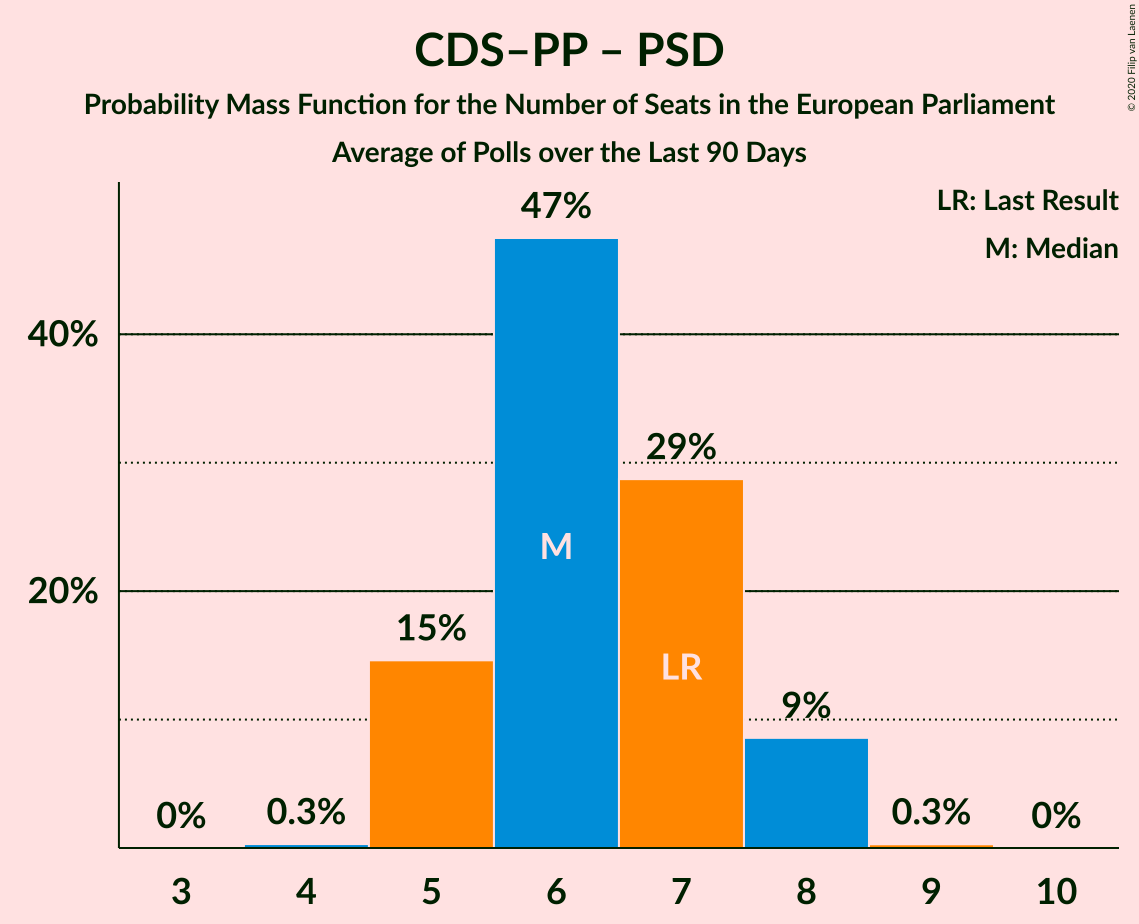 CDS–PP – PSD
Probability Mass Function for the Number of Seats in the European Parliament
Average of Polls over the Last 90 Days
© 2020 Filip van Laenen
LR: Last Result
M: Median
47%
40%
29%
M
20%
15%
LR
9%
0%
0.3%
0.3%
0%
3 4 5 6 7 8 9 10